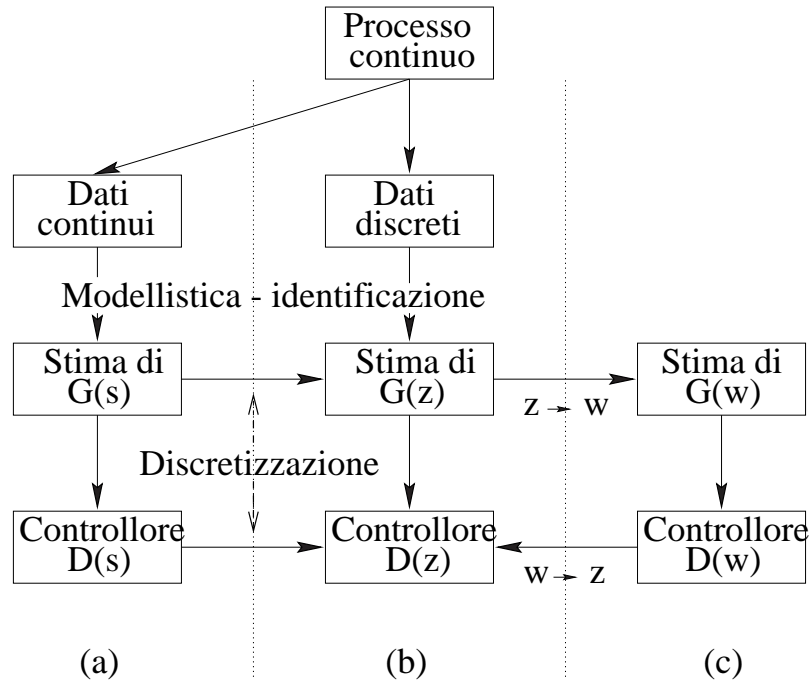 Processo
continuo
Dati
continui
Dati
discreti
Modellistica - identificazione
Stima di
G(s)
Stima di
G(z)
Stima di
G(w)
z → w
Discretizzazione
Controllore
D(s)
Controllore
D(z)
Controllore
D(w)
w → z
(a)
(b)
(c)